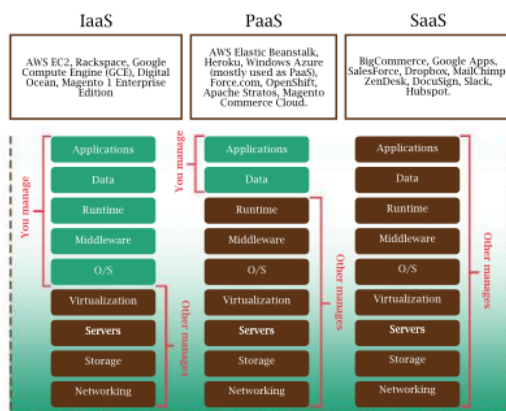 IaaS
AWS EC2, Rackspace, Google
Compute Engine (GCE), Digital
Ocean, Magento 1 Enterprise
Edition
You manage
Applications
Data
Runtime
Middleware
O/S
Virtualization
Servers
Storage
Networking
Other manages
PaaS
AWS Elastic Beanstalk,
Heroku, Windows Azure
(mostly used as PaaS),
Force.com, OpenShift,
Apache Stratos, Magento
Commerce Cloud.
You manage
Applications
Data
Runtime
Middleware
O/S
Virtualization
Servers
Storage
Networking
Other manages
SaaS
BigCommerce, Google Apps,
SalesForce, Dropbox, MailChimp,
ZenDesk, DocuSign, Slack,
Hubspot.
Applications
Data
Runtime
Middleware
O/S
Virtualization
Servers
Storage
Networking
Other manages